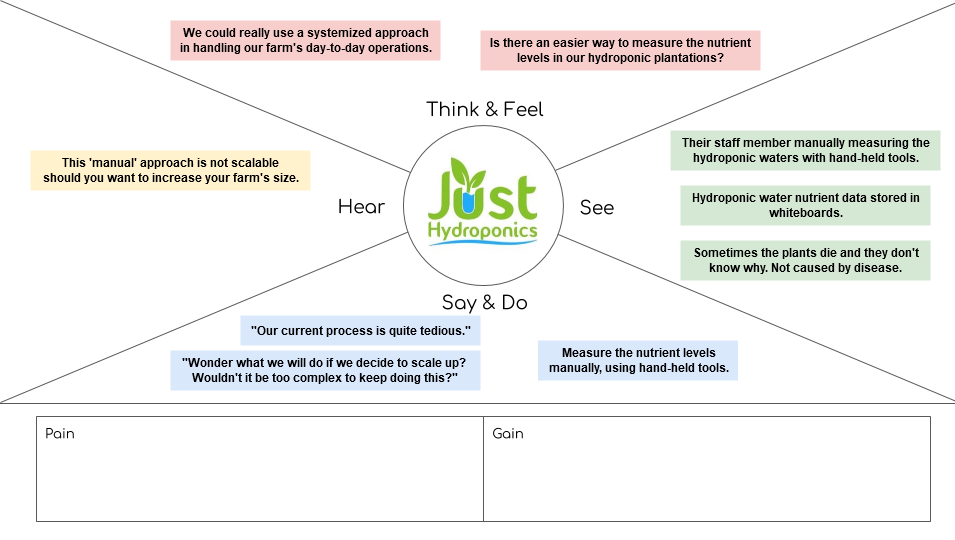 We could really use a systemized approach
in handling our farm's day-to-day operations.
Is there an easier way to measure the nutrient
levels in our hydroponic plantations?
Think & Feel
This 'manual' approach is not scalable
should you want to increase your farm's size.
Hear
Just
Hydroponics
See
Their staff member manually measuring the
hydroponic waters with hand-held tools.
Hydroponic water nutrient data stored in
whiteboards.
Sometimes the plants die and they don't
know why. Not caused by disease.
Say & Do
"Our current process is quite tedious."
"Wonder what we will do if we decide to scale up?
Wouldn't it be too complex to keep doing this?"
Measure the nutrient levels
manually, using hand-held tools.
Pain
Gain